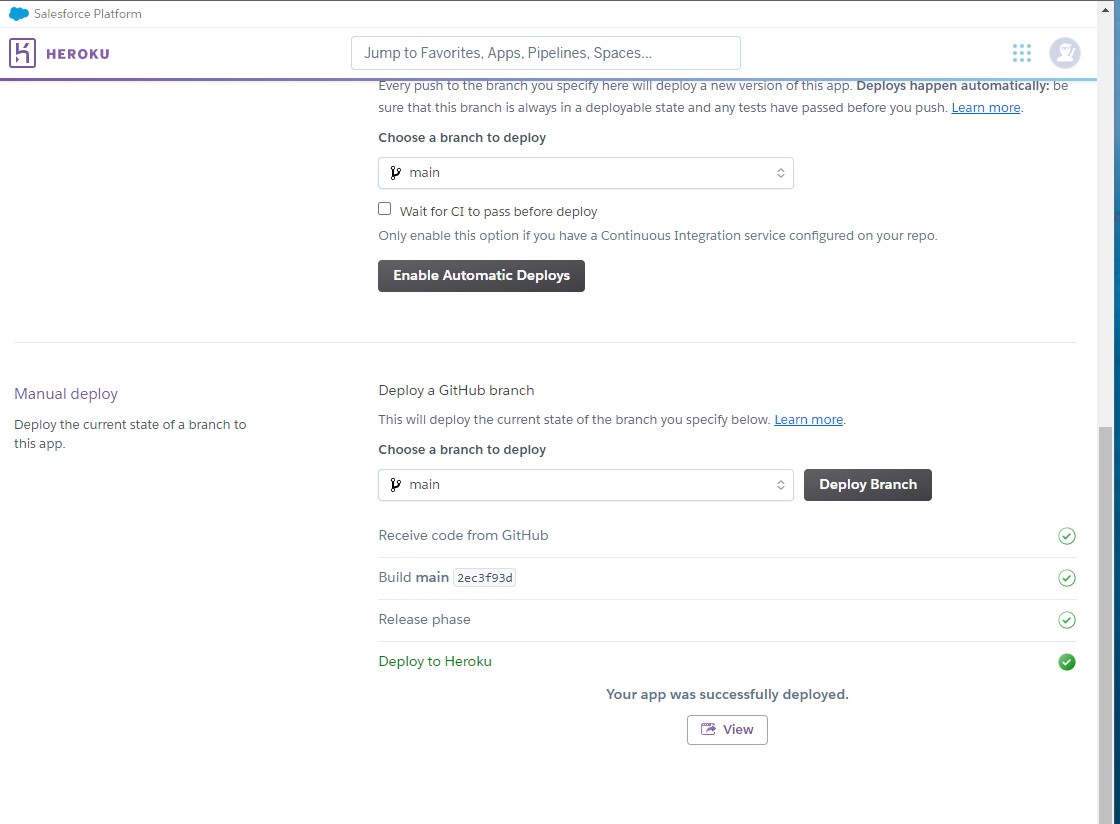 Salesforce Platform
HEROKU
Jump to Favorites, Apps, Pipelines, Spaces...
Every push to the branch you specify here will deploy a new version of this app. Deploys happen automatically: be
sure that this branch is always in a deployable state and any tests have passed before you push. Learn more.
Choose a branch to deploy
main
Wait for CI to pass before deploy
Only enable this option if you have a Continuous Integration service configured on your repo.
Enable Automatic Deploys
Manual deploy
Deploy the current state of a branch to
this app.
Deploy a GitHub branch
This will deploy the current state of the branch you specify below. Learn more.
Choose a branch to deploy
main
Deploy Branch
Receive code from GitHub
Build main 2ec3f93d
Release phase
Deploy to Heroku
Your app was successfully deployed.
View